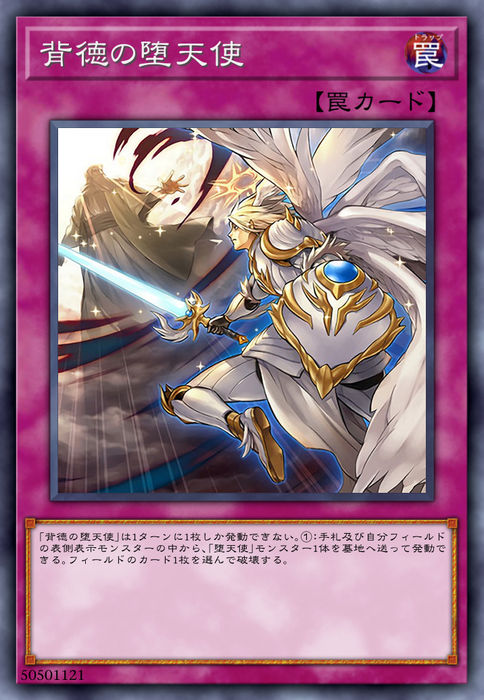 背徳の堕天使
トラップ
罠
【罠カード】
「背徳の堕天使」は1ターンに1枚しか発動できない。①:手札及び自分フィールド
の表側表示モンスターの中から、「堕天使」モンスター1体を墓地へ送って発動で
きる。フィールドのカード1枚を選んで破壊する。
50501121